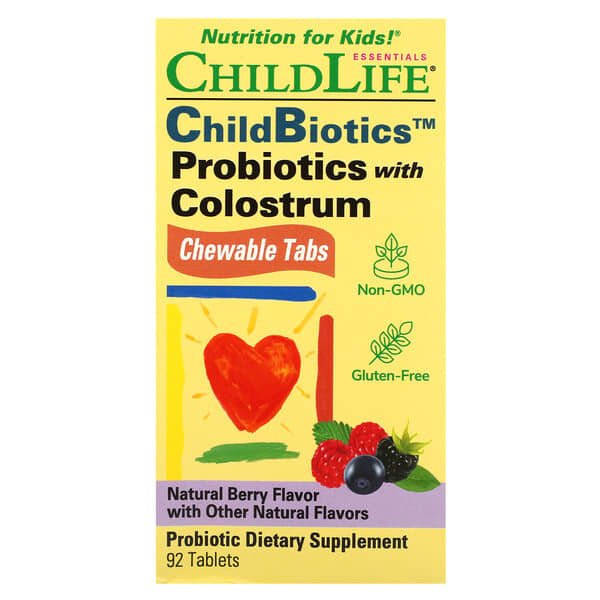 Nutrition for Kids!®
ESSENTIALS
CHILDLIFE®
ChildBiotics™
Probiotics with
Colostrum
Chewable Tabs
Non-GMO
Gluten-Free
Natural Berry Flavor
with Other Natural Flavors
Probiotic Dietary Supplement
92 Tablets